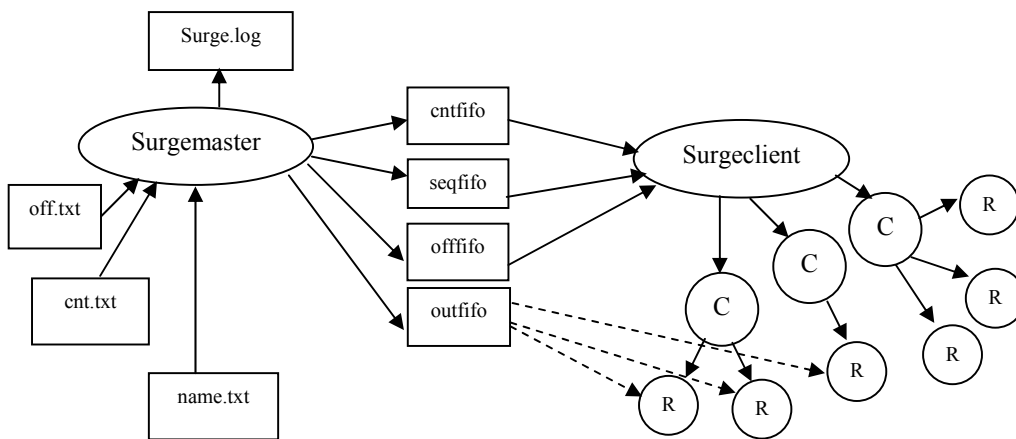 Surge.log
cntfifo
Surgemaster
Surgeclient
seqfifo
off.txt
R
C
offfifo
C
cnt.txt
R
C
outfifo
R
R
name.txt
R
R